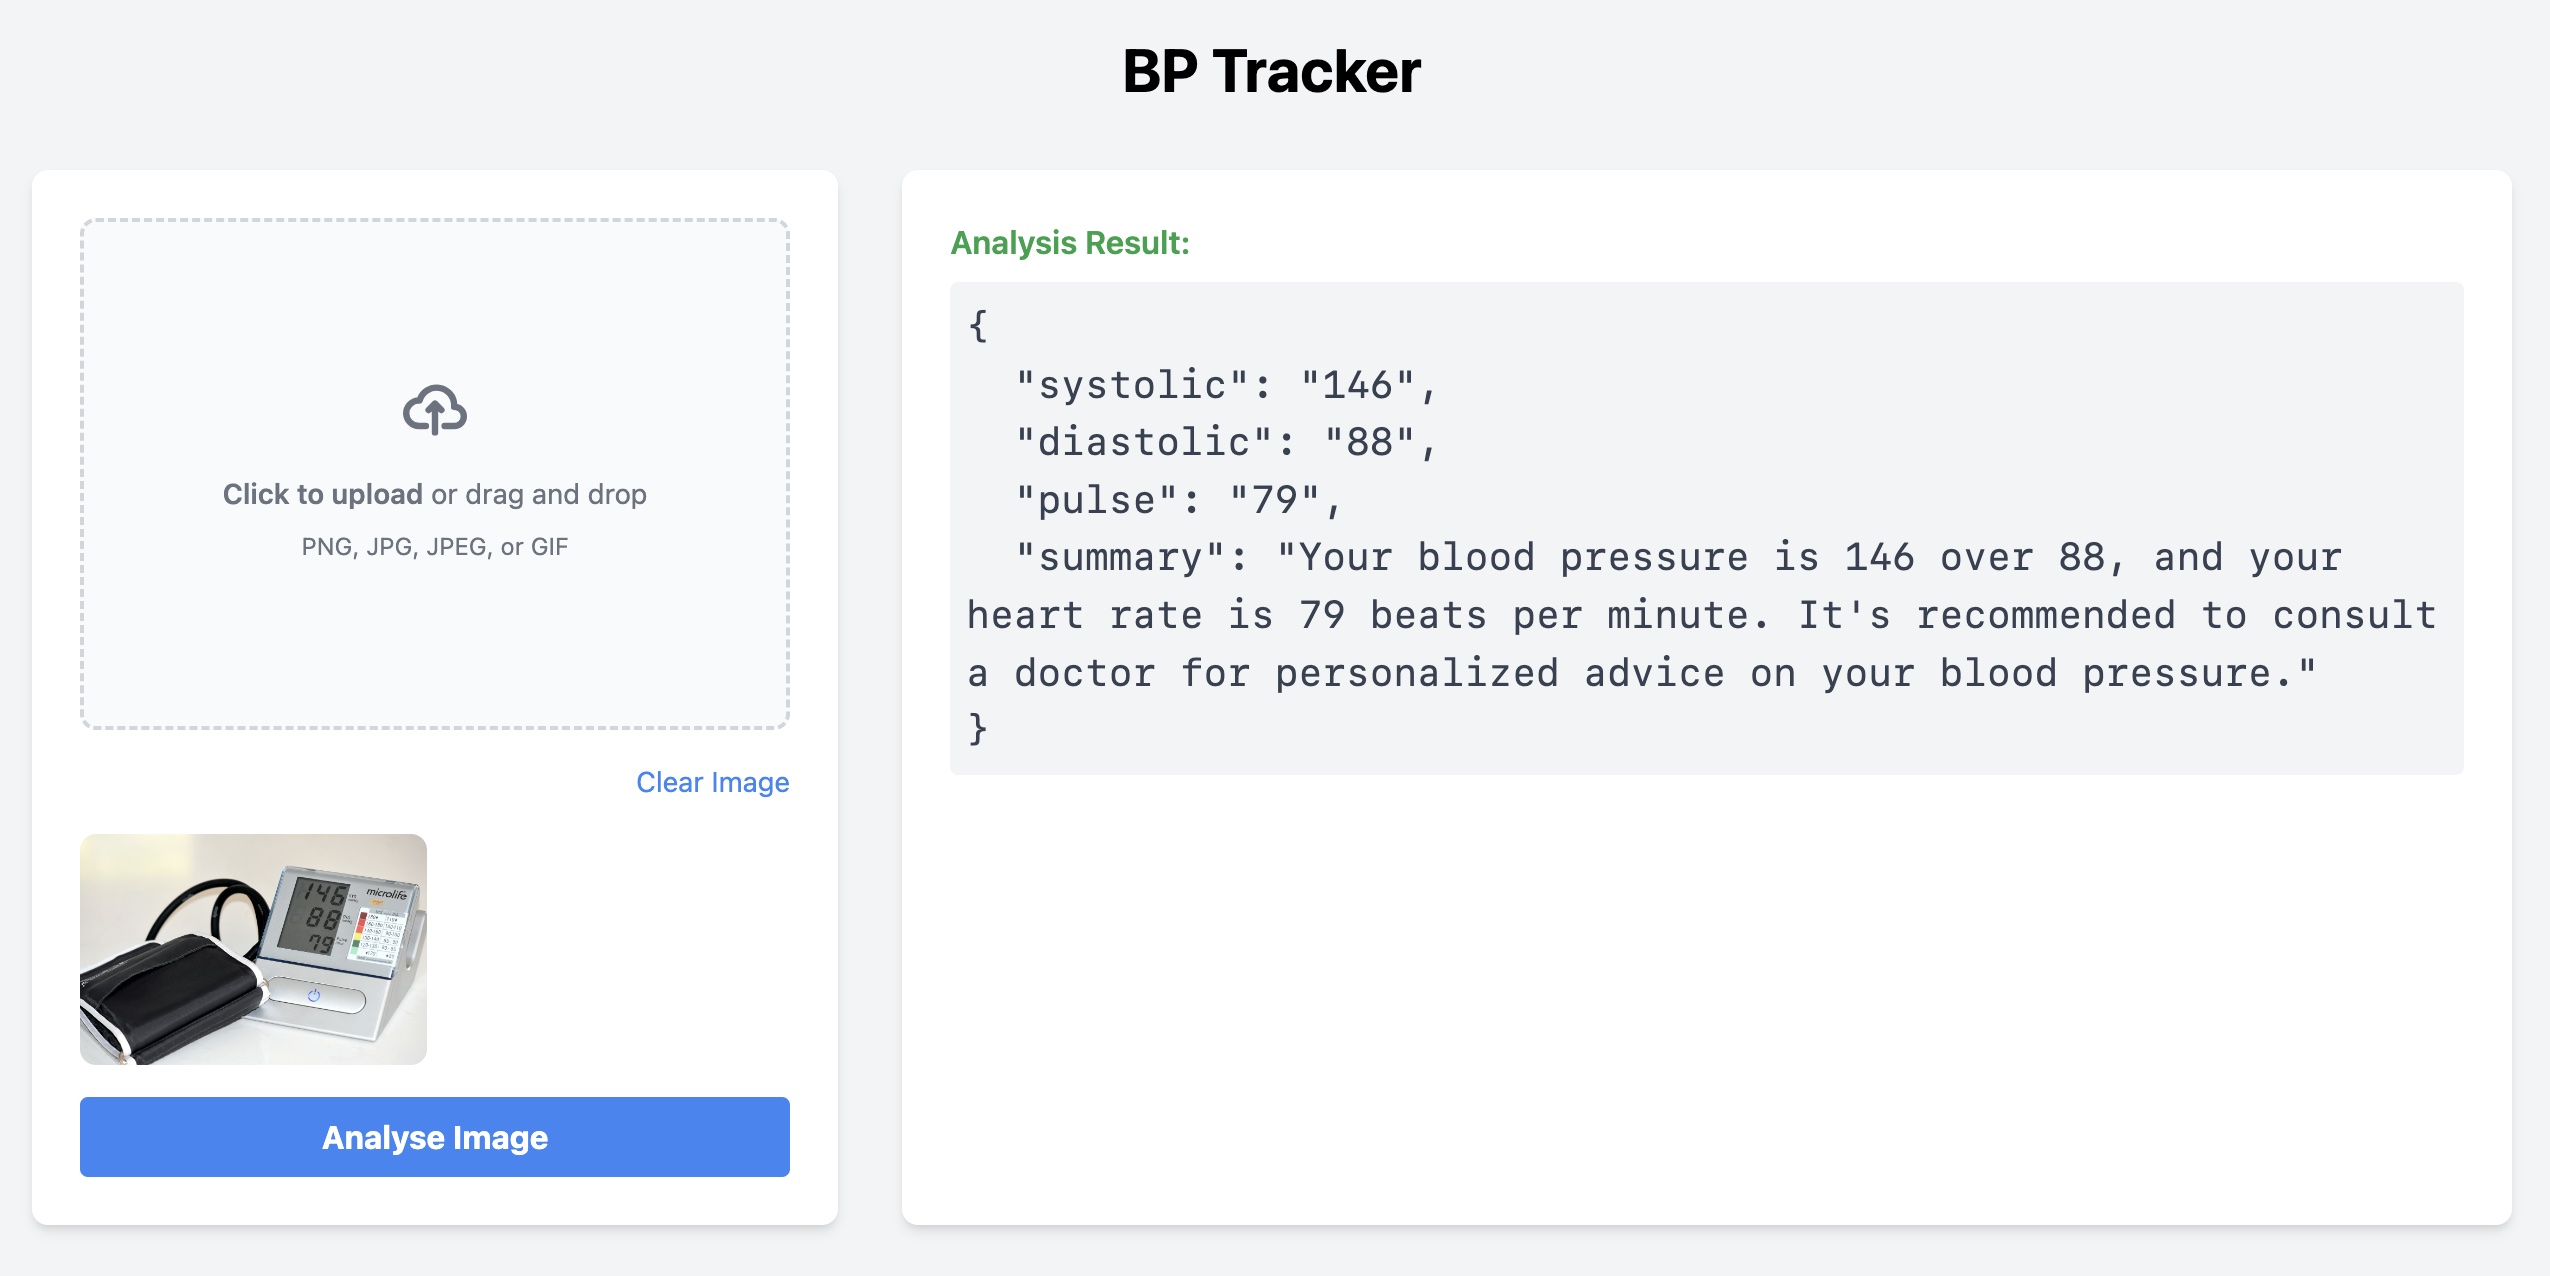 BP Tracker
Click to upload or drag and drop
PNG, JPG, JPEG, or GIF
Clear Image
146
88
79
microlife
Analyse Image
Analysis Result:
{
"systolic": "146",
"diastolic": "88",
"pulse": "79",
"summary": "Your blood pressure is 146 over 88, and your
heart rate is 79 beats per minute. It's recommended to consult
a doctor for personalized advice on your blood pressure."
}